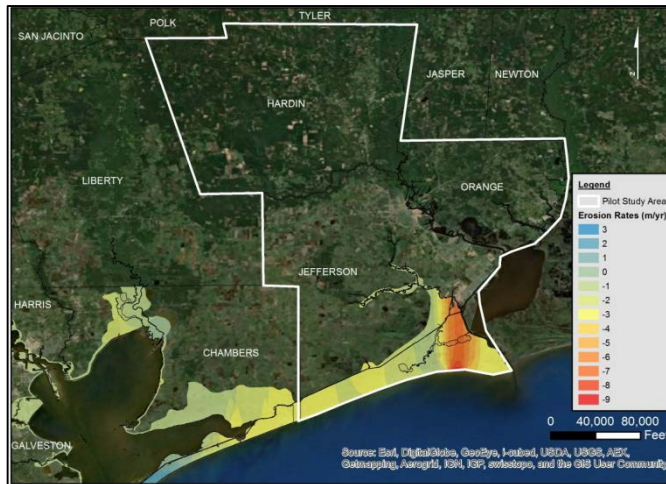 POLK
TYLER
SAN JACINTO
JASPER
NEWTON
HARDIN
LIBERTY
ORANGE
JEFFERSON
HARRIS
CHAMBERS
GALVESTON
Legend
Pilot Study Area
Erosion Rates (m/yr)
3
2
1
0
-1
-2
-3
-4
-5
-6
-7
-8
-9
0 40,000 80,000
Feet
Source: Esri, DigitalGlobe, GeoEye, i-cubed, USDA, USGS, AEX,
Getmapping, Aerogrid, IGN, IGP, swisstopo, and the GIS User Community